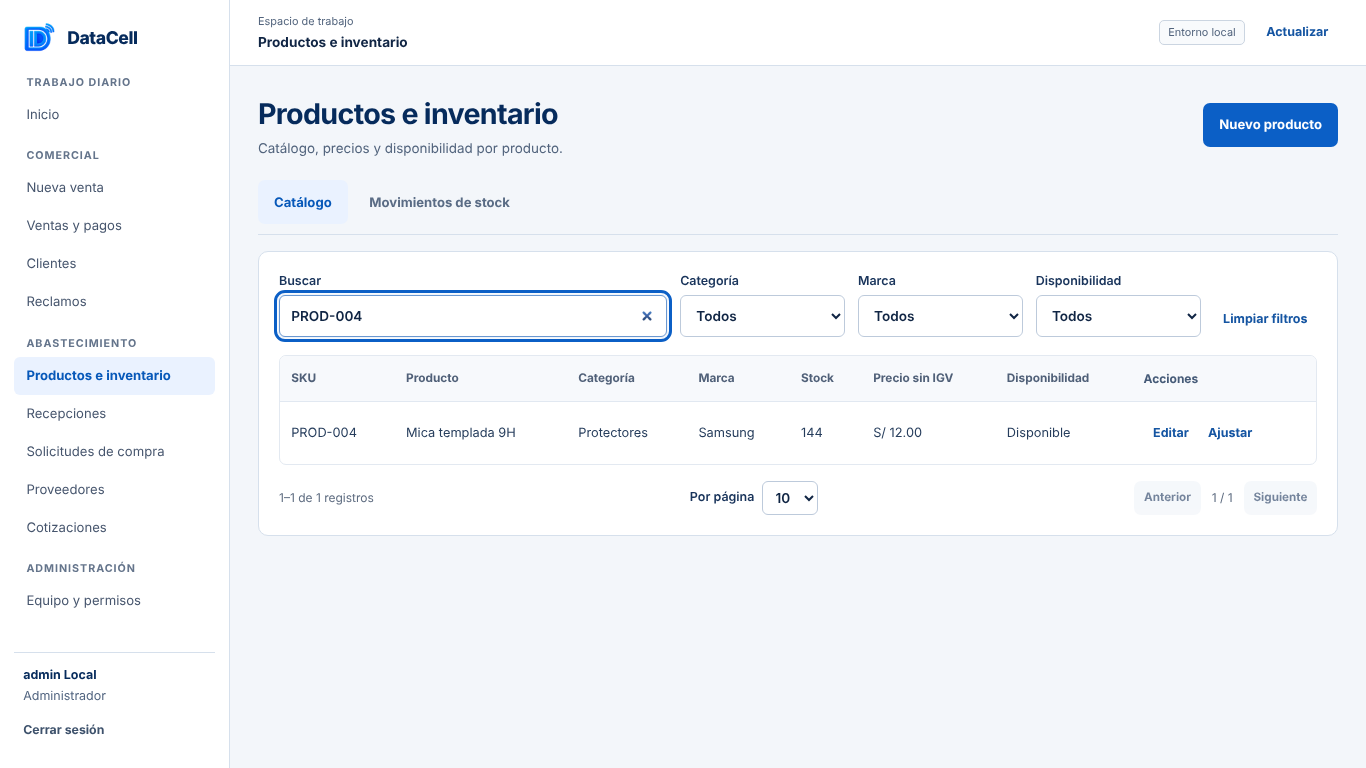 DataCell
TRABAJO DIARIO
Inicio
COMERCIAL
Nueva venta
Ventas y pagos
Clientes
Reclamos
ABASTECIMIENTO
Productos e inventario
Recepciones
Solicitudes de compra
Proveedores
Cotizaciones
ADMINISTRACIÓN
Equipo y permisos
admin Local
Administrador
Cerrar sesión
Espacio de trabajo
Productos e inventario
Entorno local
Actualizar
Productos e inventario
Catálogo, precios y disponibilidad por producto.
Nuevo producto
Catálogo
Movimientos de stock
Buscar
Categoría
Marca
Disponibilidad
PROD-004
Todos
Todos
Todos
Limpiar filtros
SKU Producto Categoría Marca Stock Precio sin IGV Disponibilidad Acciones
PROD-004 Mica templada 9H Protectores Samsung 144 S/ 12.00 Disponible Editar Ajustar
1–1 de 1 registros
Por página 10
Anterior 1 / 1 Siguiente